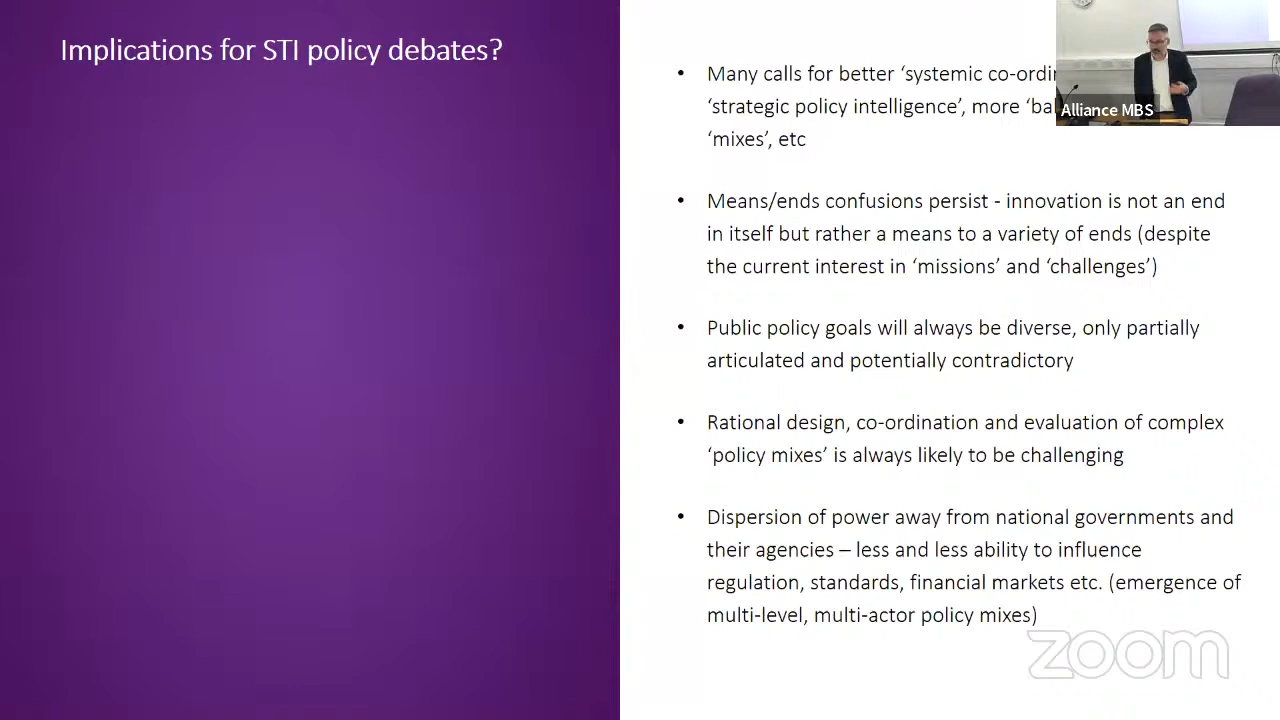 Implications for STI policy debates?
• Many calls for better ‘systemic co-ordin
‘strategic policy intelligence’, more ‘bal
‘mixes’, etc
• Means/ends confusions persist - innovation is not an end
in itself but rather a means to a variety of ends (despite
the current interest in ‘missions’ and ‘challenges’)
• Public policy goals will always be diverse, only partially
articulated and potentially contradictory
• Rational design, co-ordination and evaluation of complex
‘policy mixes’ is always likely to be challenging
• Dispersion of power away from national governments and
their agencies – less and less ability to influence
regulation, standards, financial markets etc. (emergence of
multi-level, multi-actor policy mixes)
Alliance MBS
zoom